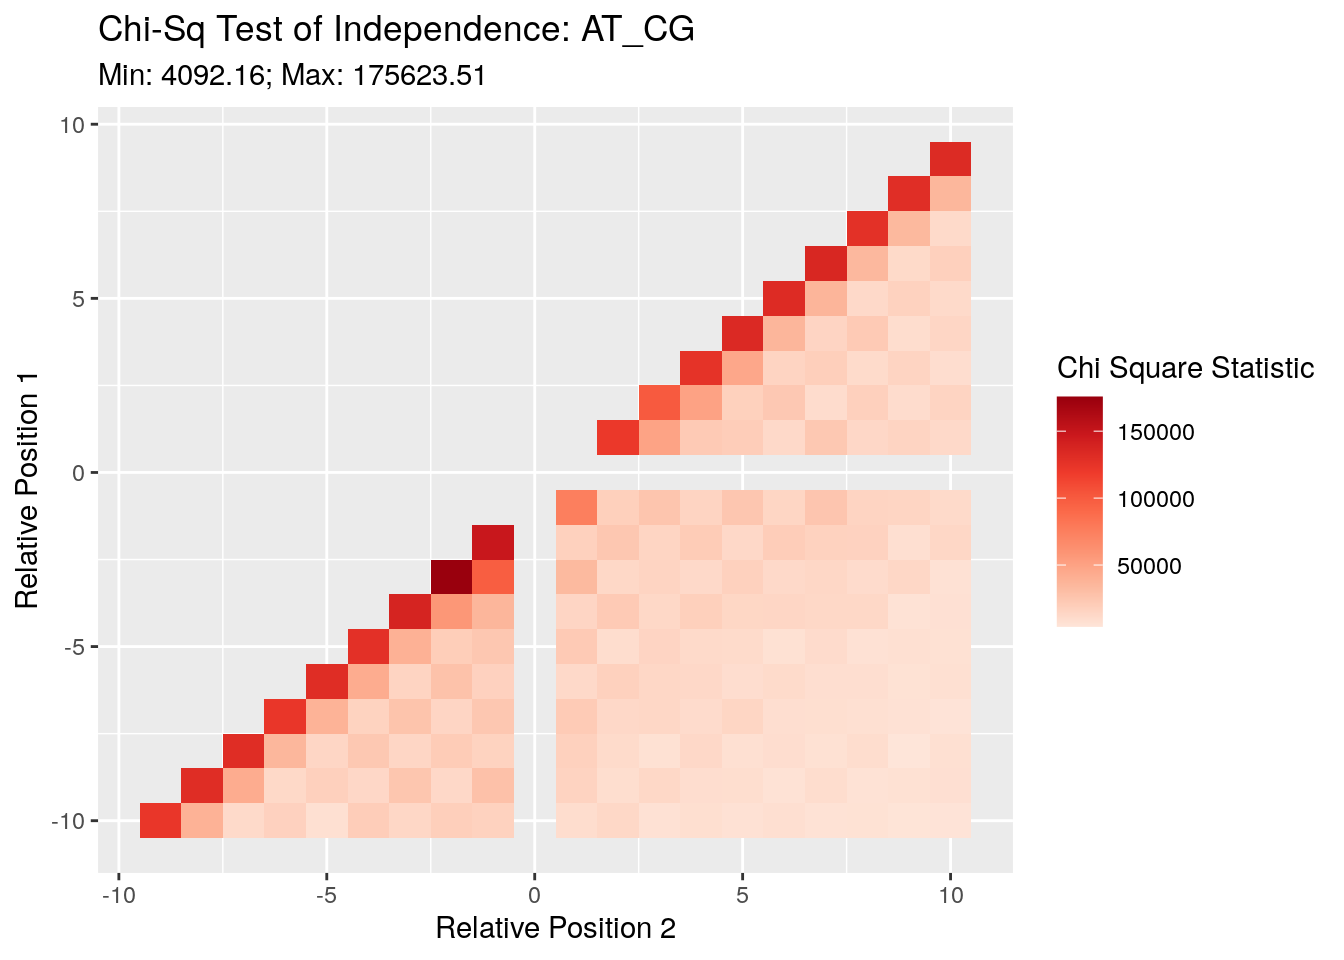 Chi-Sq Test of Independence: AT_CG
Min: 4092.16; Max: 175623.51
10
5
0
-5
-10
Relative Position 1
-10
-5
0
5
10
Relative Position 2
Chi Square Statistic
150000
100000
50000